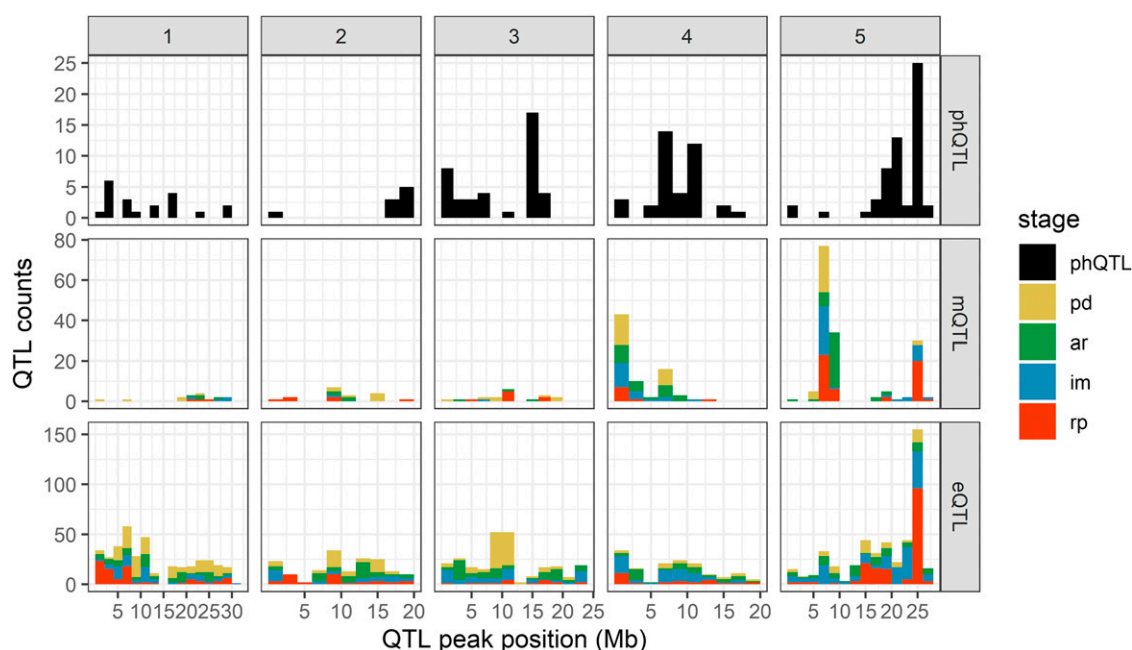 1 2 3 4 5
25
20
15
10
5
0
phQTL
80
60
40
20
0
mQTL
150
100
50
0
eQTL
QTL counts
5 10 15 20 25 30 5 10 15 20 5 10 15 20 25 5 10 15 20 5 10 15 20 25
QTL peak position (Mb)
stage
phQTL
pd
ar
im
rp